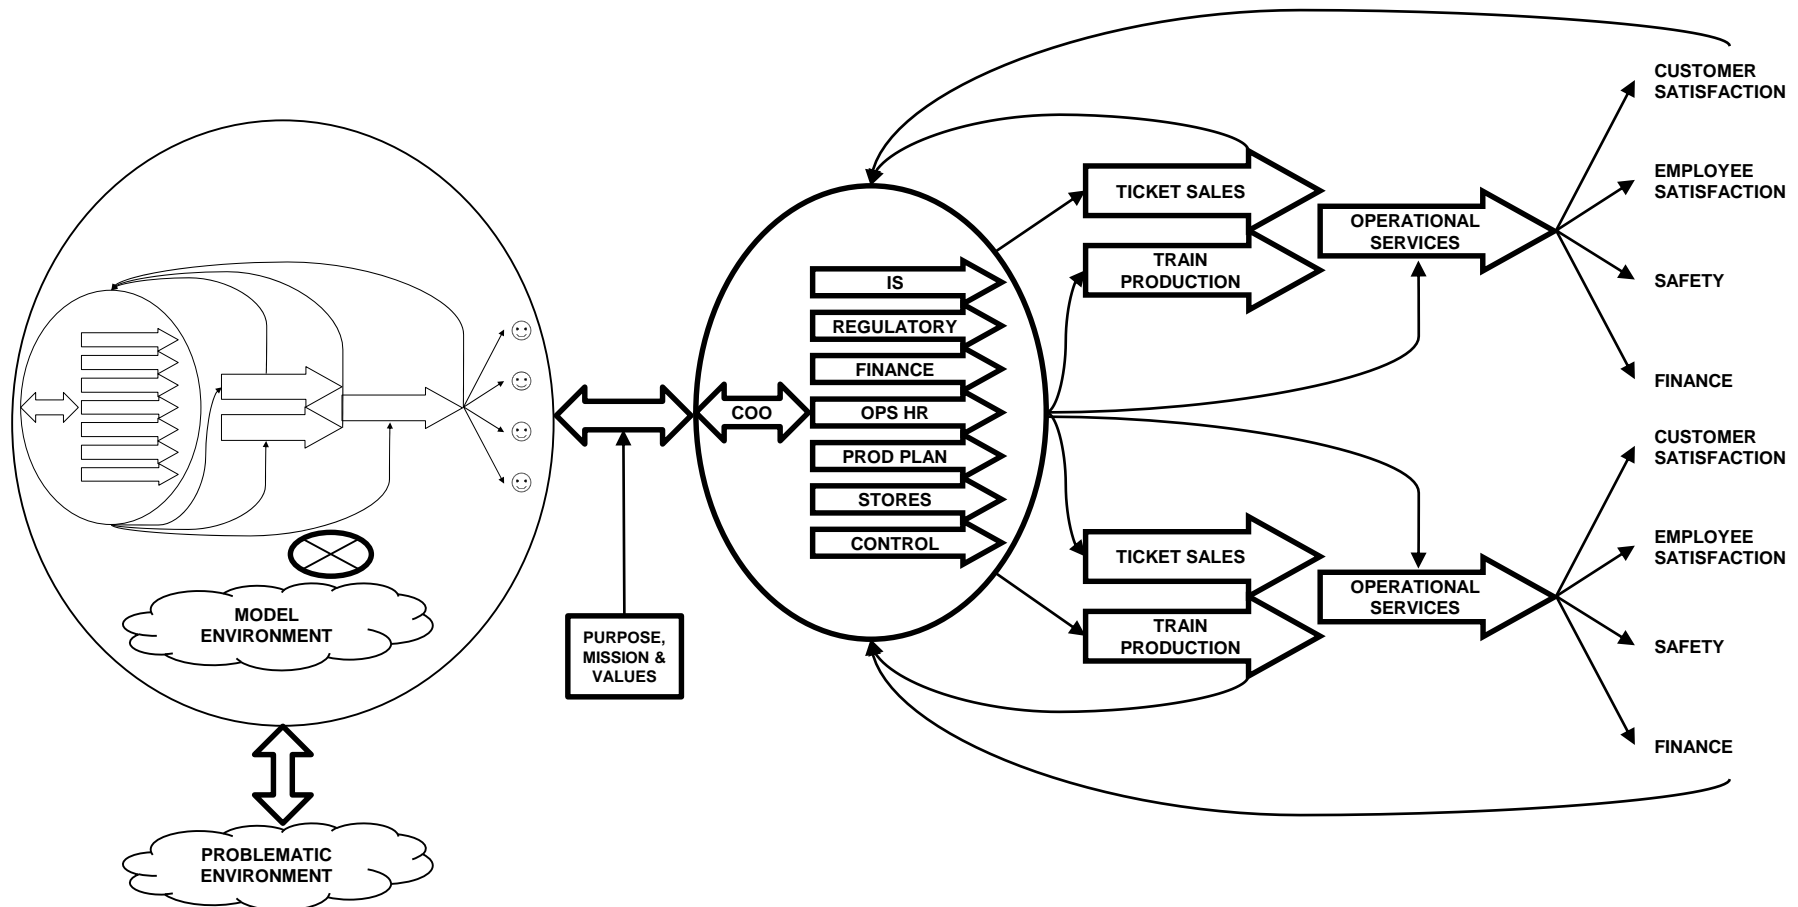 MODEL
ENVIRONMENT
PROBLEMATIC
ENVIRONMENT
PURPOSE,
MISSION &
VALUES
COO
IS
REGULATORY
FINANCE
OPS HR
PROD PLAN
STORES
CONTROL
TICKET SALES
TRAIN
PRODUCTION
OPERATIONAL
SERVICES
CUSTOMER
SATISFACTION
EMPLOYEE
SATISFACTION
SAFETY
FINANCE
TICKET SALES
TRAIN
PRODUCTION
OPERATIONAL
SERVICES
CUSTOMER
SATISFACTION
EMPLOYEE
SATISFACTION
SAFETY
FINANCE